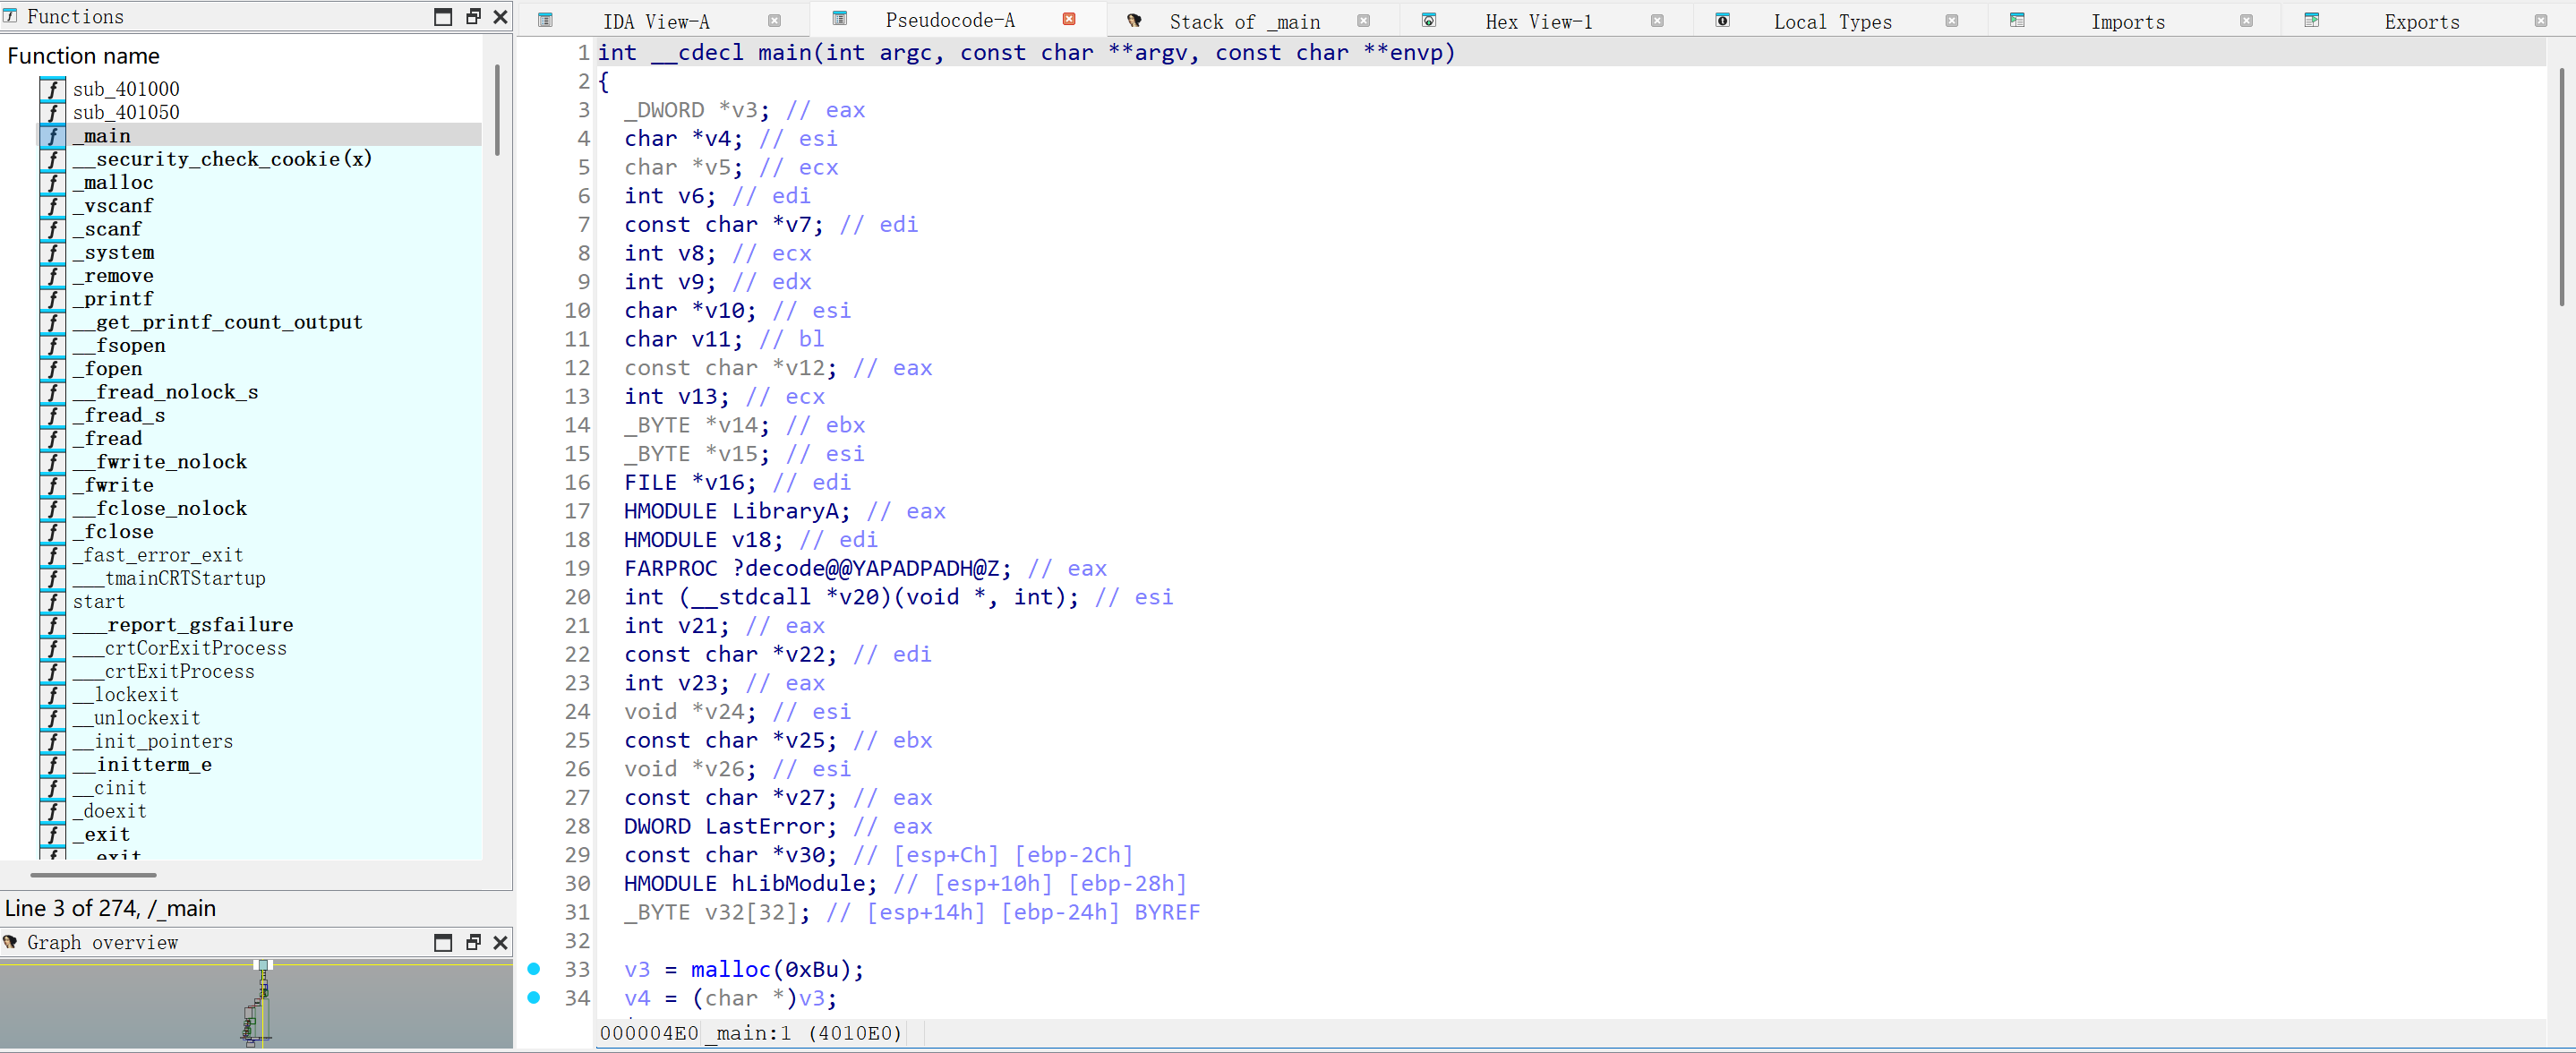 Functions
Function name
sub_401000
sub_401050
_main
__security_check_cookie(x)
_malloc
_vscanf
_scanf
_system
_remove
_printf
__get_printf_count_output
__fsopen
_fopen
__fread_nolock_s
_fread_s
_fread
__fwrite_nolock
_fwrite
__fclose_nolock
_fclose
_fast_error_exit
___tmainCRTStartup
start
___report_gsfailure
___crtCorExitProcess
___crtExitProcess
__lockexit
__unlockexit
__init_pointers
__initterm_e
__cinit
_doexit
_exit
__exit
Line 3 of 274, /_main
Graph overview
IDA View-A Pseudocode-A Stack of _main Hex View-1 Local Types Imports Exports
1 int __cdecl main(int argc, const char **argv, const char **envp)
2 {
3 _DWORD *v3; // eax
4 char *v4; // esi
5 char *v5; // ecx
6 int v6; // edi
7 const char *v7; // edi
8 int v8; // ecx
9 int v9; // edx
10 char *v10; // esi
11 char v11; // bl
12 const char *v12; // eax
13 int v13; // ecx
14 _BYTE *v14; // ebx
15 _BYTE *v15; // esi
16 FILE *v16; // edi
17 HMODULE LibraryA; // eax
18 HMODULE v18; // edi
19 FARPROC ?decode@@YAPADPADH@Z; // eax
20 int (__stdcall *v20)(void *, int); // esi
21 int v21; // eax
22 const char *v22; // edi
23 int v23; // eax
24 void *v24; // esi
25 const char *v25; // ebx
26 void *v26; // esi
27 const char *v27; // eax
28 DWORD LastError; // eax
29 const char *v30; // [esp+Ch] [ebp-2Ch]
30 HMODULE hLibModule; // [esp+10h] [ebp-28h]
31 _BYTE v32[32]; // [esp+14h] [ebp-24h] BYREF
32
33 v3 = malloc(0xBu);
34 v4 = (char *)v3;
000004E0 _main:1 (4010E0)